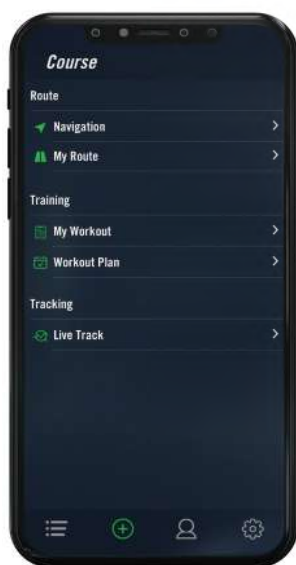 Course
Route
Navigation
My Route
Training
My Workout
Workout Plan
Tracking
Live Track